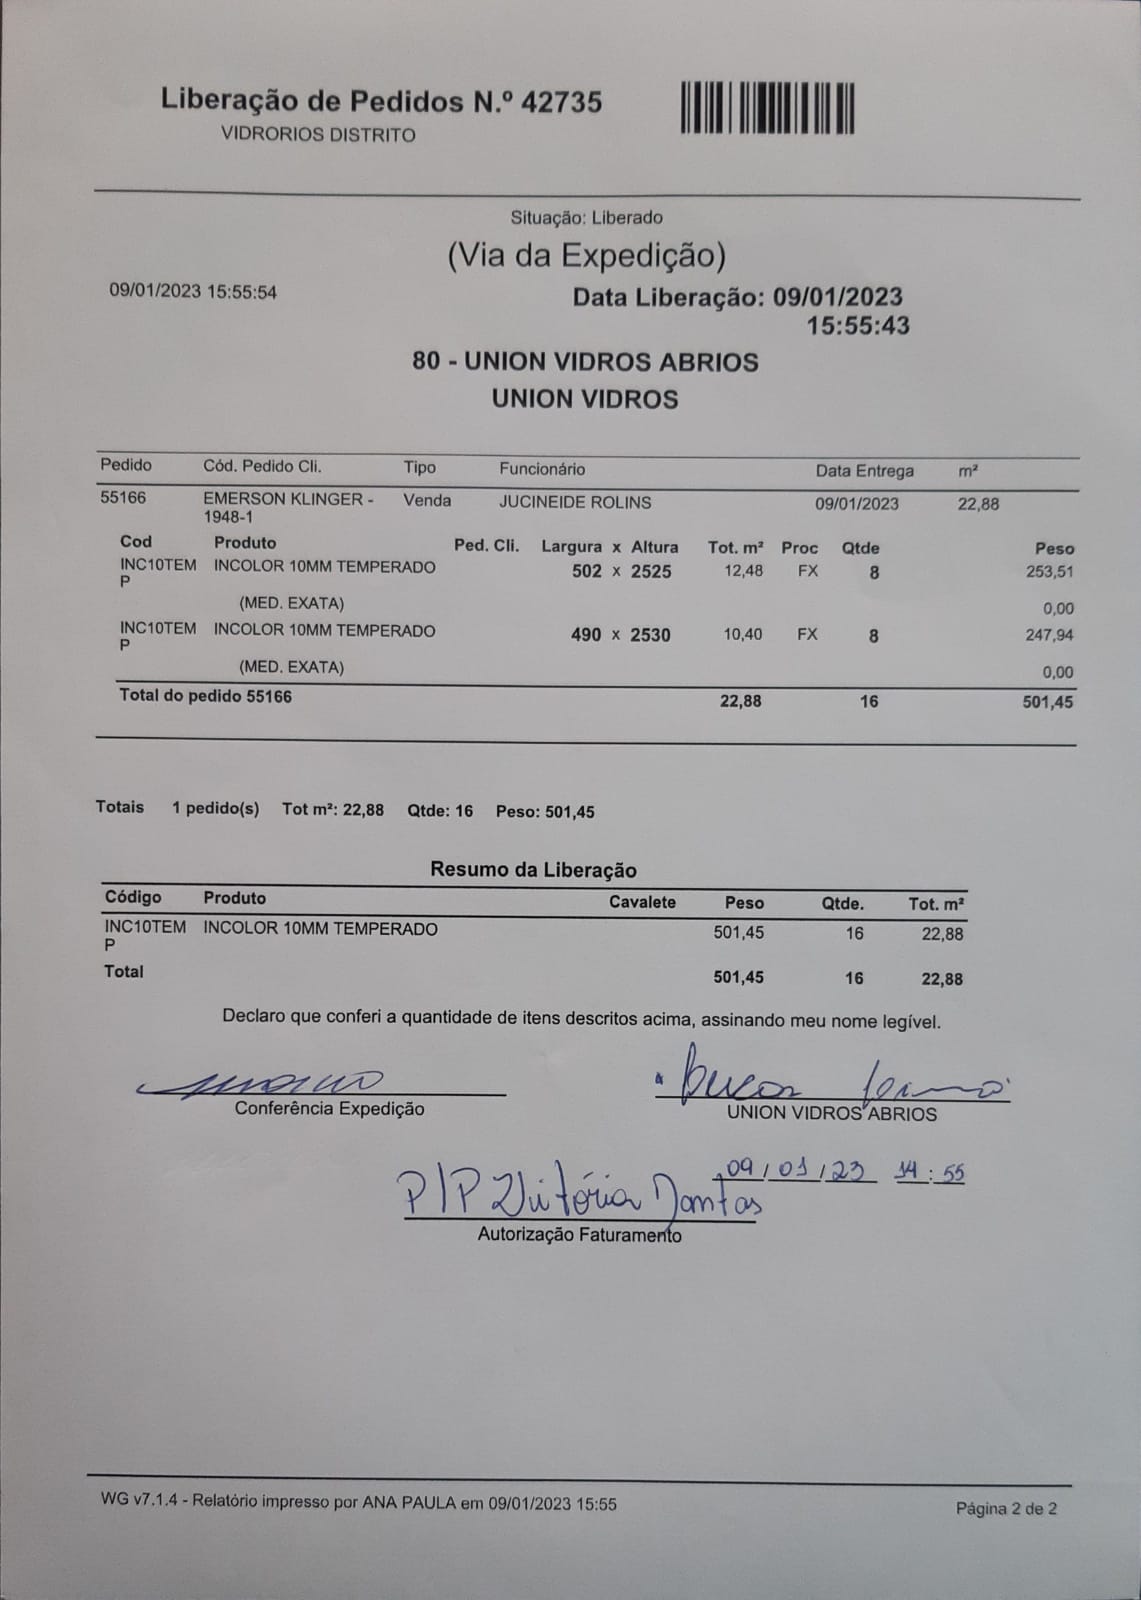 Liberação de Pedidos N.º 42735
VIDRORIOS DISTRITO
Situação: Liberado
(Via da Expedição)
09/01/2023 15:55:54
Data Liberação: 09/01/2023
15:55:43
80 - UNION VIDROS ABRIOS
UNION VIDROS
Pedido Cód. Pedido Cli. Tipo Funcionário Data Entrega m²
55166 EMERSON KLINGER - Venda JUCINEIDE ROLINS 09/01/2023 22,88
1948-1
Cod Produto Ped. Cli. Largura x Altura Tot. m² Proc Qtde Peso
INC10TEM INCOLOR 10MM TEMPERADO 502 x 2525 12,48 FX 8 253,51
P
(MED. EXATA) 0,00
INC10TEM INCOLOR 10MM TEMPERADO 490 x 2530 10,40 FX 8 247,94
P
(MED. EXATA) 0,00
Total do pedido 55166 22,88 16 501,45
Totais 1 pedido(s) Tot m²: 22,88 Qtde: 16 Peso: 501,45
Resumo da Liberação
Código Produto Cavalete Peso Qtde. Tot. m²
INC10TEM INCOLOR 10MM TEMPERADO 501,45 16 22,88
P
Total 501,45 16 22,88
Declaro que conferi a quantidade de itens descritos acima, assinando meu nome legível.
Conferência Expedição
UNION VIDROS ABRIOS
09/01/23 14:55
P/P Vitória Dantas
Autorização Faturamento
WG v7.1.4 - Relatório impresso por ANA PAULA em 09/01/2023 15:55
Página 2 de 2